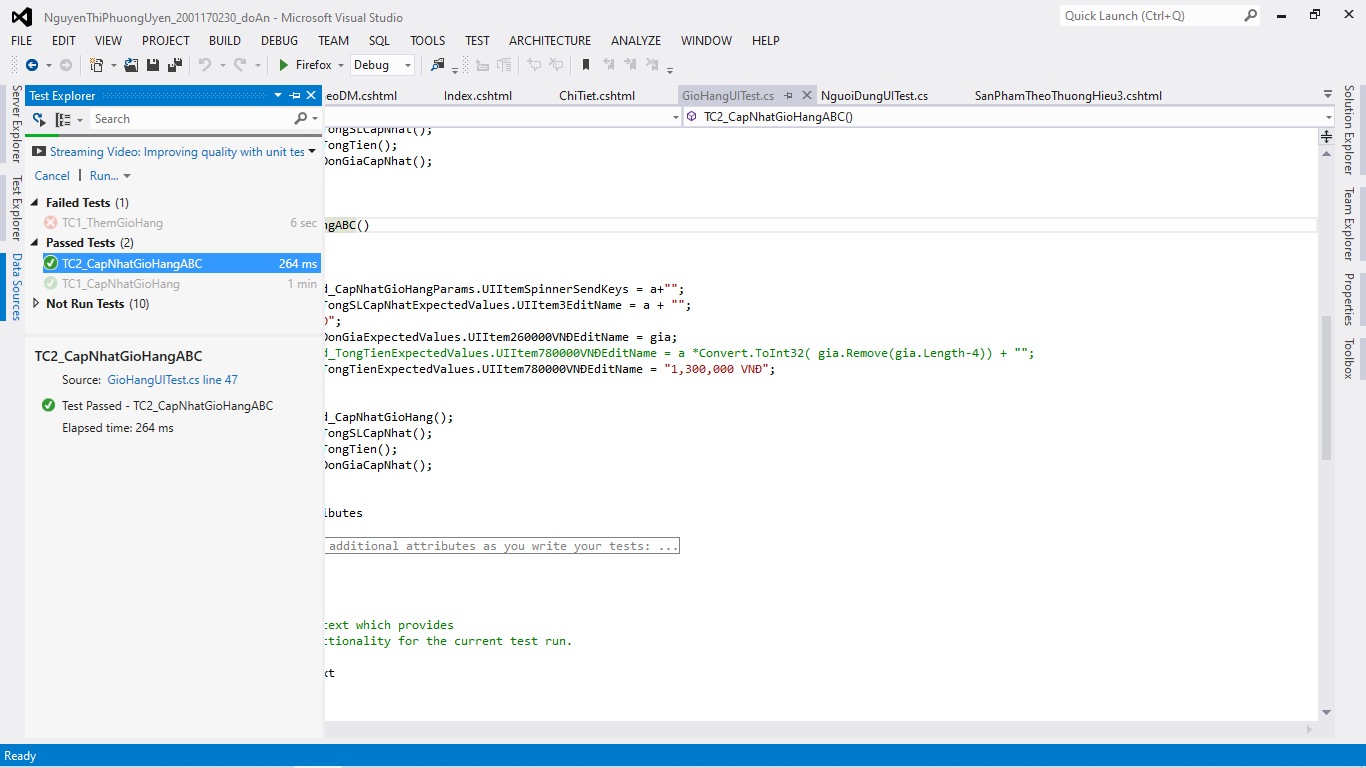 NguyenThiPhuongUyen_2001170230_doAn - Microsoft Visual Studio
Quick Launch (Ctrl+Q)
FILE EDIT VIEW PROJECT BUILD DEBUG TEAM SQL TOOLS TEST ARCHITECTURE ANALYZE WINDOW HELP
Firefox Debug
Server Explorer
Test Explorer
Data Sources
Test Explorer
Search
Streaming Video: Improving quality with unit tes
Cancel | Run...
Failed Tests (1)
TC1_ThemGioHang 6 sec
Passed Tests (2)
TC2_CapNhatGioHangABC 264 ms
TC1_CapNhatGioHang 1 min
Not Run Tests (10)
TC2_CapNhatGioHangABC
Source: GioHangUITest.cs line 47
Test Passed - TC2_CapNhatGioHangABC
Elapsed time: 264 ms
eoDM.cshtml Index.cshtml ChiTiet.cshtml GioHangUITest.cs NguoiDungUITest.cs SanPhamTheoThuongHieu3.cshtml
TC2_CapNhatGioHangABC()
ongSLCapNhat();
TongTien();
DonGiaCapNhat();
ngABC()
d_CapNhatGioHangParams.UIItemSpinnerSendKeys = a+"";
TongSLCapNhatExpectedValues.UIItem3EditName = a + "";
Đ";
DonGiaExpectedValues.UIItem260000VNĐEditName = gia;
d_TongTienExpectedValues.UIItem780000VNĐEditName = a *Convert.ToInt32( gia.Remove(gia.Length-4)) + "";
TongTienExpectedValues.UIItem780000VNĐEditName = "1,300,000 VNĐ";
d_CapNhatGioHang();
TongSLCapNhat();
TongTien();
DonGiaCapNhat();
ibutes
additional attributes as you write your tests: ...
text which provides
ctionality for the current test run.
xt
Solution Explorer
Team Explorer
Properties
Toolbox
Ready